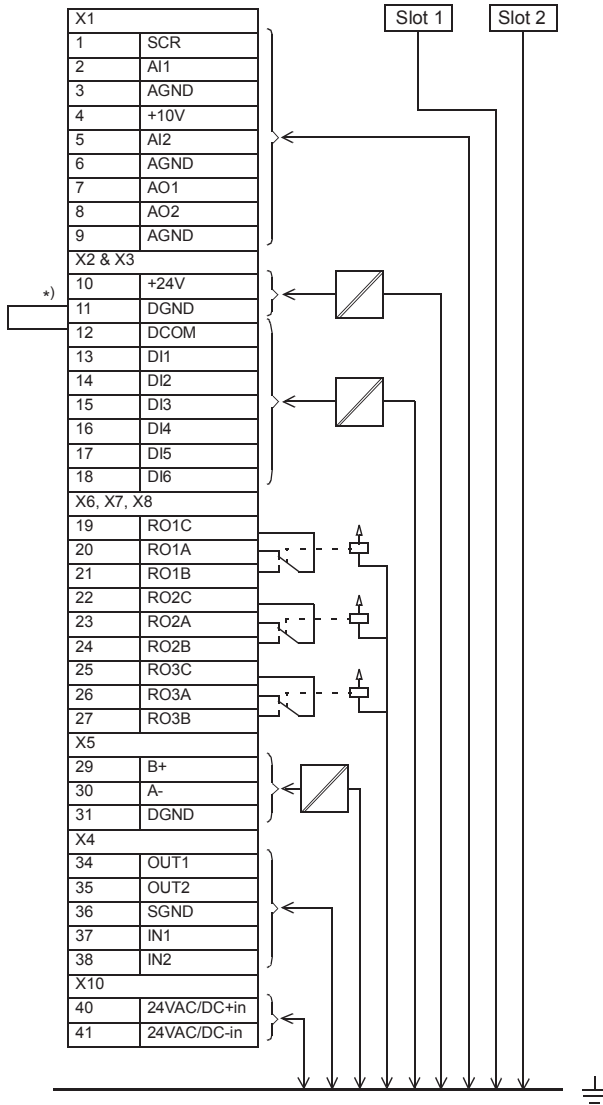 X1
Slot 1
Slot 2
1 SCR
2 AI1
3 AGND
4 +10V
5 AI2
6 AGND
7 AO1
8 AO2
9 AGND
X2 & X3
10 +24V
*)
11 DGND
12 DCOM
13 DI1
14 DI2
15 DI3
16 DI4
17 DI5
18 DI6
X6, X7, X8
19 RO1C
20 RO1A
21 RO1B
22 RO2C
23 RO2A
24 RO2B
25 RO3C
26 RO3A
27 RO3B
X5
29 B+
30 A-
31 DGND
X4
34 OUT1
35 OUT2
36 SGND
37 IN1
38 IN2
X10
40 24VAC/DC+in
41 24VAC/DC-in